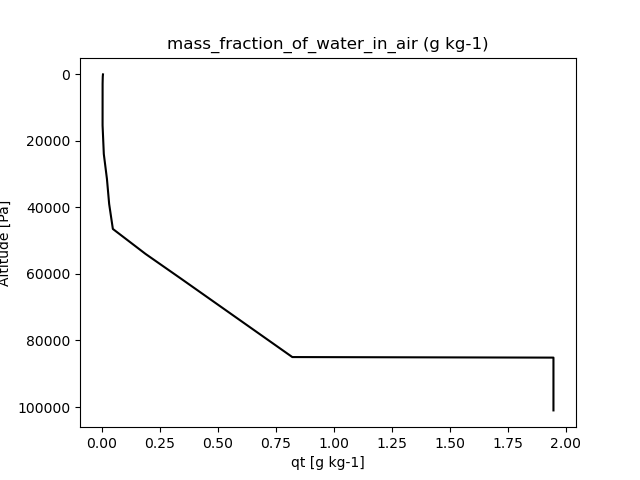 mass_fraction_of_water_in_air (g kg-1)
0
20000
40000
60000
80000
100000
Altitude [Pa]
0.00 0.25 0.50 0.75 1.00 1.25 1.50 1.75 2.00
qt [g kg-1]